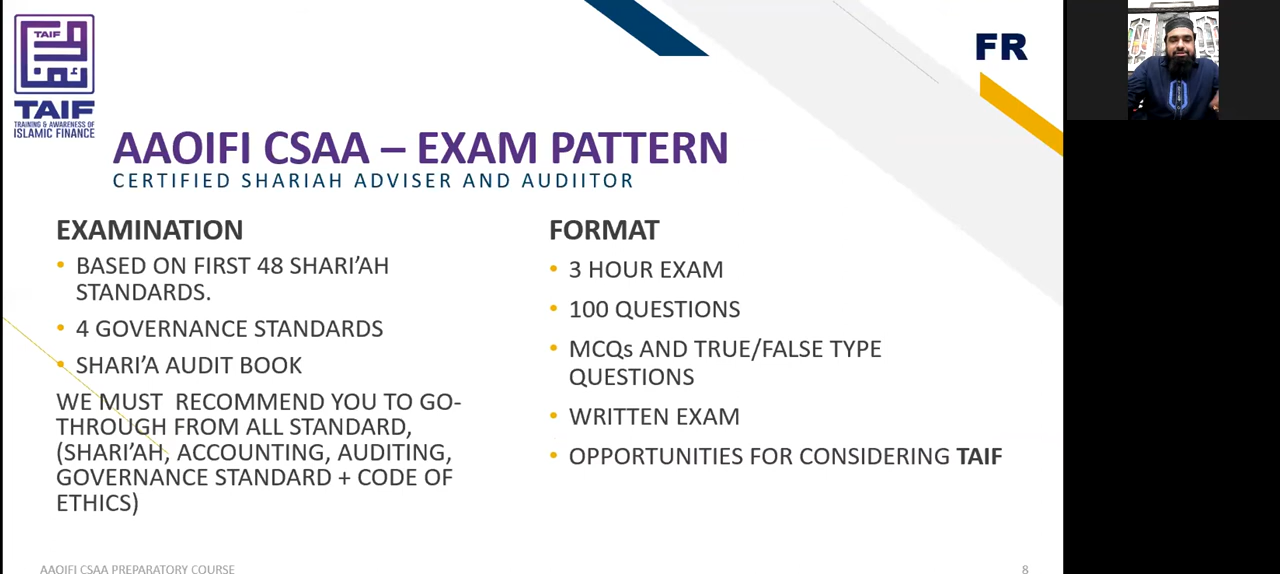 TAIF
TAIF
TRAINING & AWARENESS OF
ISLAMIC FINANCE
FR
AAOIFI CSAA – EXAM PATTERN
CERTIFIED SHARIAH ADVISER AND AUDIITOR
EXAMINATION
• BASED ON FIRST 48 SHARI’AH
STANDARDS.
• 4 GOVERNANCE STANDARDS
• SHARI’A AUDIT BOOK
WE MUST RECOMMEND YOU TO GO-
THROUGH FROM ALL STANDARD,
(SHARI’AH, ACCOUNTING, AUDITING,
GOVERNANCE STANDARD + CODE OF
ETHICS)
FORMAT
• 3 HOUR EXAM
• 100 QUESTIONS
• MCQs AND TRUE/FALSE TYPE
QUESTIONS
• WRITTEN EXAM
• OPPORTUNITIES FOR CONSIDERING TAIF
AAOIFI CSAA PREPARATORY COURSE
8